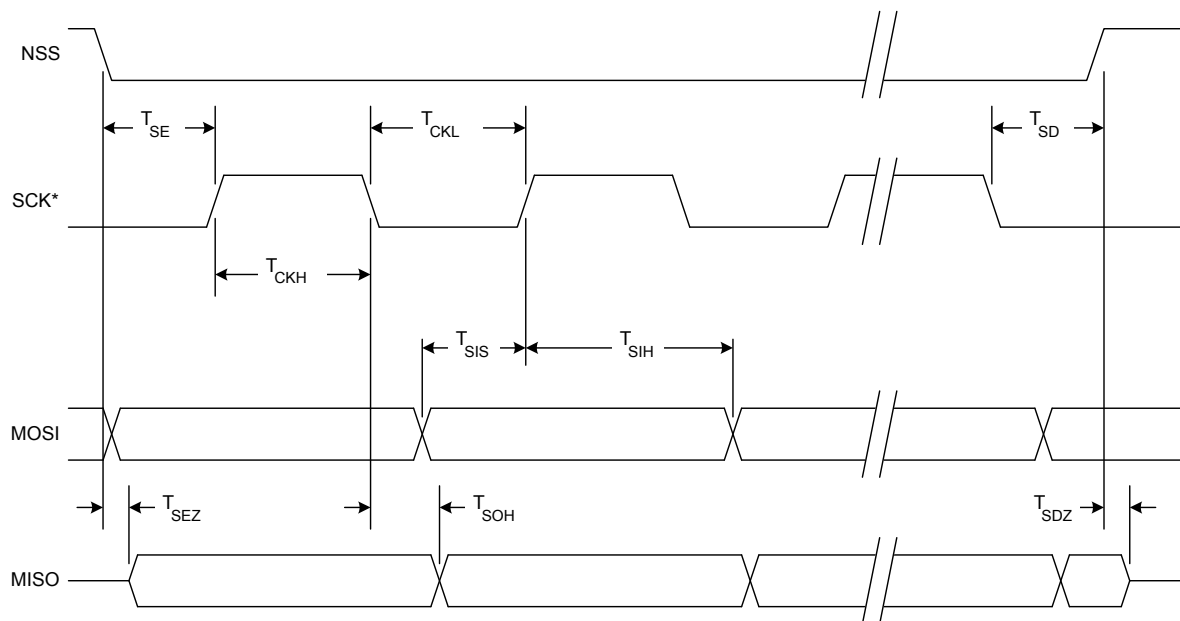 NSS
T_SE
T_CKL
T_SD
SCK*
T_CKH
T_SIS
T_SIH
MOSI
T_SEZ
T_SOH
T_SDZ
MISO